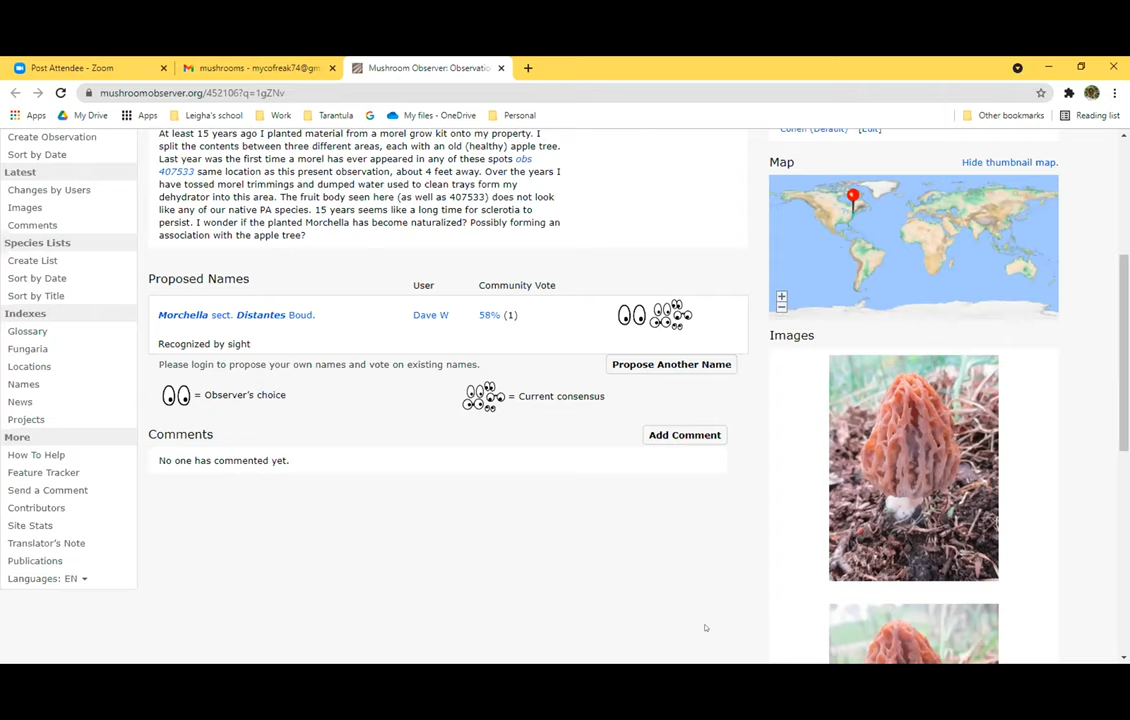 Post Attendee - Zoom
mushrooms - mycofreak74@gm
Mushroom Observer: Observatio
mushroomobserver.org/452106?q=1gZNv
Apps
My Drive
Apps
Leigha's school
Work
Tarantula
My files - OneDrive
Personal
Other bookmarks
Reading list
Create Observation
Sort by Date
Latest
Changes by Users
Images
Comments
Species Lists
Create List
Sort by Date
Sort by Title
Indexes
Glossary
Fungaria
Locations
Names
News
Projects
More
How To Help
Feature Tracker
Send a Comment
Contributors
Site Stats
Translator's Note
Publications
Languages: EN
At least 15 years ago I planted material from a morel grow kit onto my property. I
split the contents between three different areas, each with an old (healthy) apple tree.
Last year was the first time a morel has ever appeared in any of these spots obs
407533 same location as this present observation, about 4 feet away. Over the years I
have tossed morel trimmings and dumped water used to clean trays form my
dehydrator into this area. The fruit body seen here (as well as 407533) does not look
like any of our native PA species. 15 years seems like a long time for sclerotia to
persist. I wonder if the planted Morchella has become naturalized? Possibly forming an
association with the apple tree?
Proposed Names
User
Community Vote
Morchella sect. Distantes Boud.
Dave W
58% (1)
Recognized by sight
Please login to propose your own names and vote on existing names.
Propose Another Name
= Observer's choice
= Current consensus
Comments
Add Comment
No one has commented yet.
(Default) [Edit]
Map
Hide thumbnail map.
Images